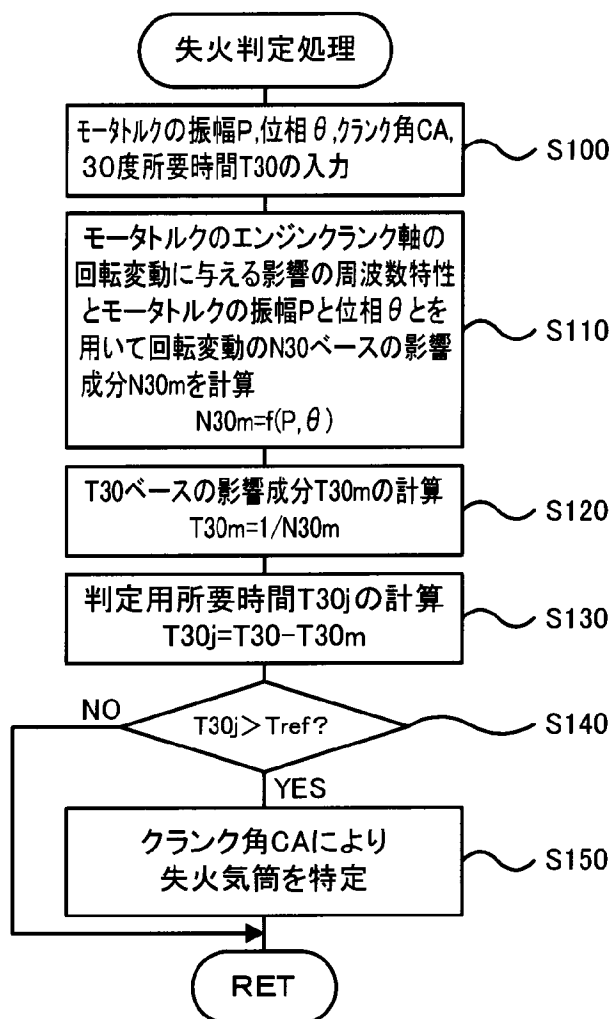 失火判定処理
モータトルクの振幅P,位相θ,クランク角CA,
30度所要時間T30の入力
S100
モータトルクのエンジンクランク軸の
回転変動に与える影響の周波数特性
とモータトルクの振幅Pと位相θとを
用いて回転変動のN30ベースの影響
成分N30mを計算
N30m=f(P,θ)
S110
T30ベースの影響成分T30mの計算
T30m=1/N30m
S120
判定用所要時間T30jの計算
T30j=T30-T30m
S130
T30j>Tref?
S140
NO
YES
クランク角CAにより
失火気筒を特定
S150
RET